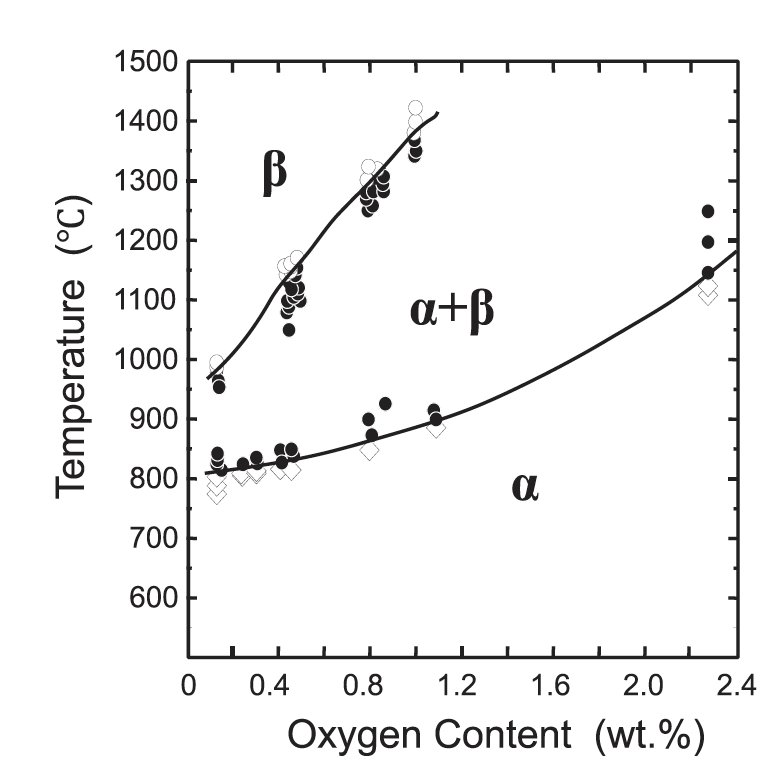 1500
1400
1300
1200
1100
1000
900
800
700
600
Temperature (°C)
β
α+β
α
0 0.4 0.8 1.2 1.6 2.0 2.4
Oxygen Content (wt.%)